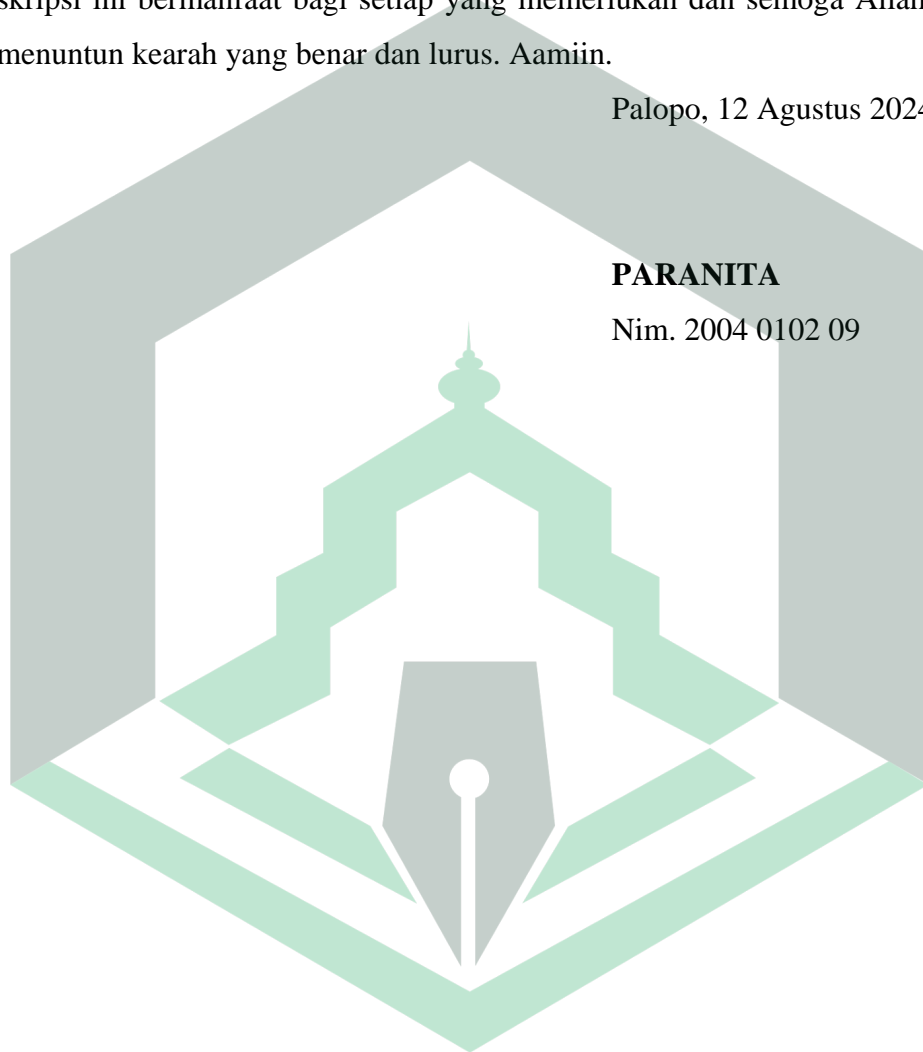 skripsi ini bermanfaat bagi setiap yang memerlukan dan semoga Allah
menuntun kearah yang benar dan lurus. Aamiin.
Palopo, 12 Agustus 2024
PARANITA
Nim. 2004 0102 09